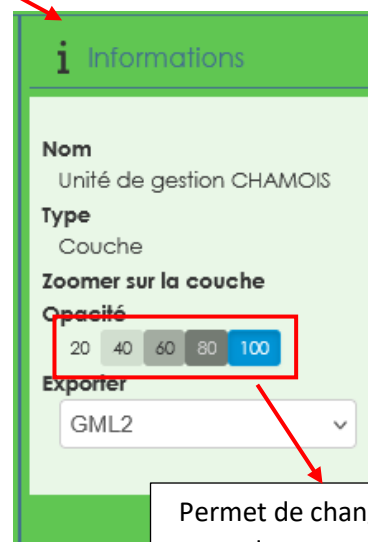 i Informations
Nom
Unité de gestion CHAMOIS
Type
Couche
Zoomer sur la couche
Opacité
20 40 60 80 100
Exporter
GML2
Permet de chan